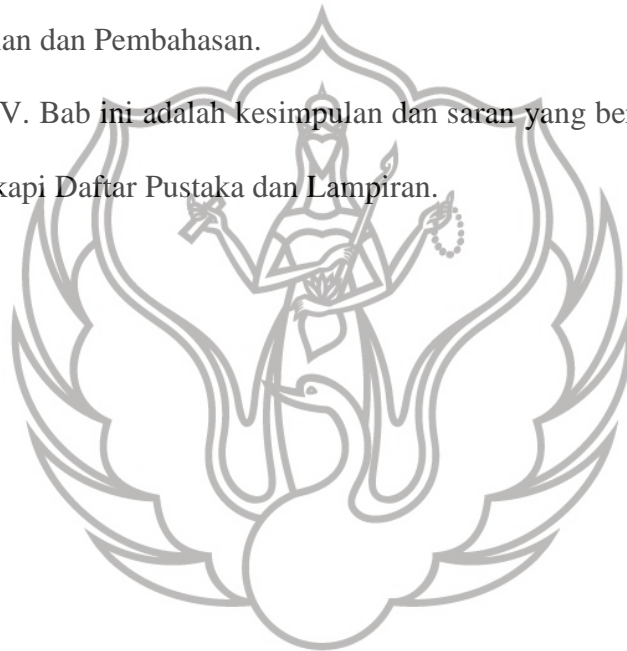 an dan Pembahasan.
V. Bab ini adalah kesimpulan dan saran yang be
kapi Daftar Pustaka dan Lampiran.